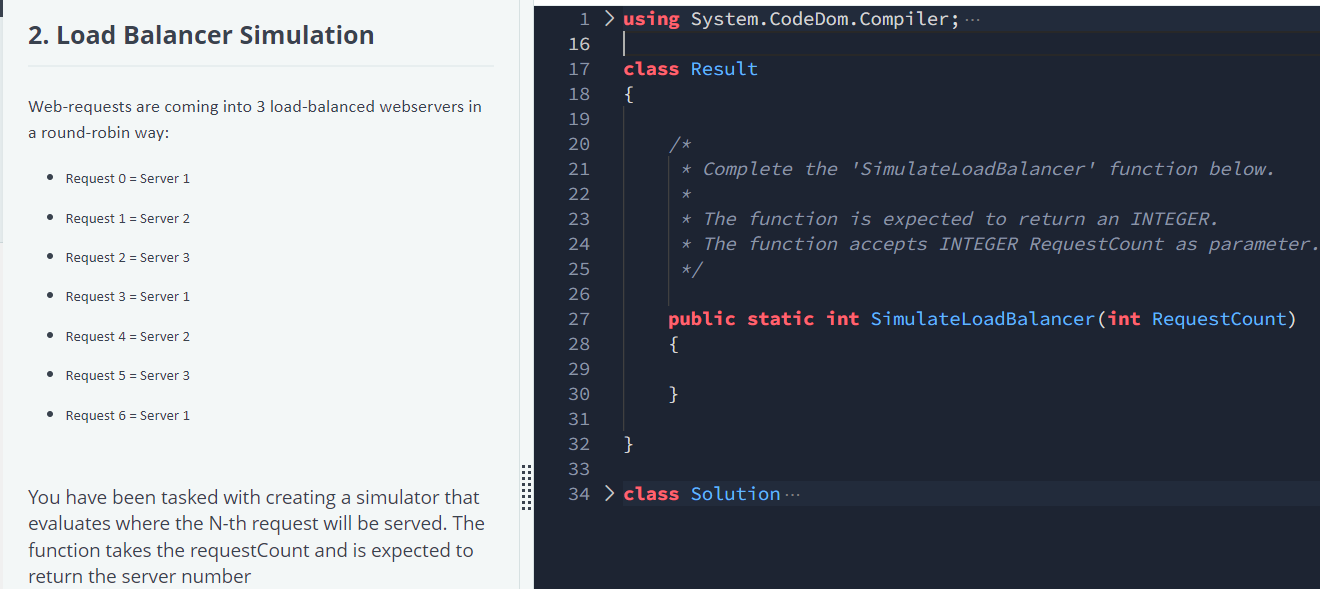 2. Load Balancer Simulation
Web-requests are coming into 3 load-balanced webservers in
a round-robin way:
• Request 0 = Server 1
• Request 1 = Server 2
• Request 2 = Server 3
• Request 3 = Server 1
• Request 4 = Server 2
• Request 5 = Server 3
• Request 6 = Server 1
You have been tasked with creating a simulator that
evaluates where the N-th request will be served. The
function takes the requestCount and is expected to
return the server number
1 > using System.CodeDom.Compiler; ···
16
17 class Result
18 {
19
20 /*
21 * Complete the 'SimulateLoadBalancer' function below.
22 *
23 * The function is expected to return an INTEGER.
24 * The function accepts INTEGER RequestCount as parameter.
25 */
26
27 public static int SimulateLoadBalancer(int RequestCount)
28 {
29
30 }
31
32 }
33
34 > class Solution ···